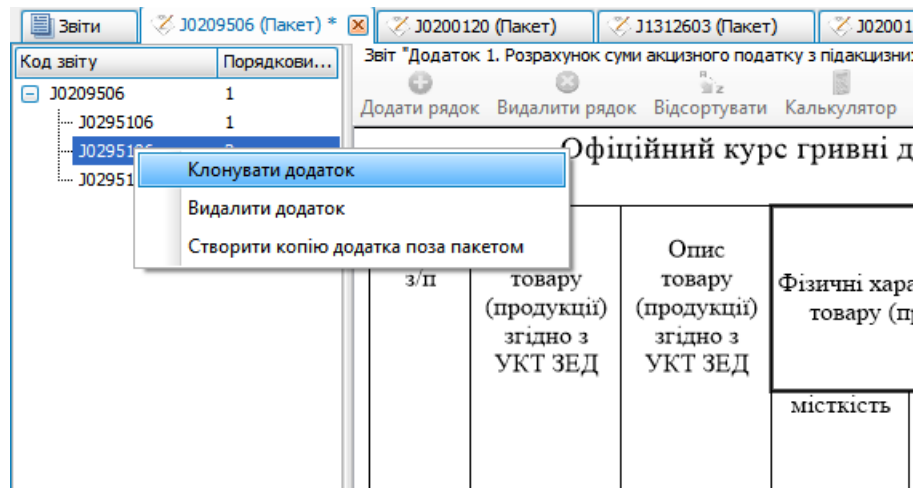 Звіти
J0209506 (Пакет) *
J0200120 (Пакет)
J1312603 (Пакет)
J02001
Код звіту
Порядкови...
J0209506 1
J0295106 1
J0295106
J02951
Клонувати додаток
Видалити додаток
Створити копію додатка поза пакетом
Звіт "Додаток 1. Розрахунок суми акцизного податку з підакцизни
Додати рядок
Видалити рядок
Відсортувати
Калькулятор
Офіційний курс гривні д
з/п
товару
(продукції)
згідно з
УКТ ЗЕД
Опис
товару
(продукції)
згідно з
УКТ ЗЕД
Фізичні хара
товару (п
місткість